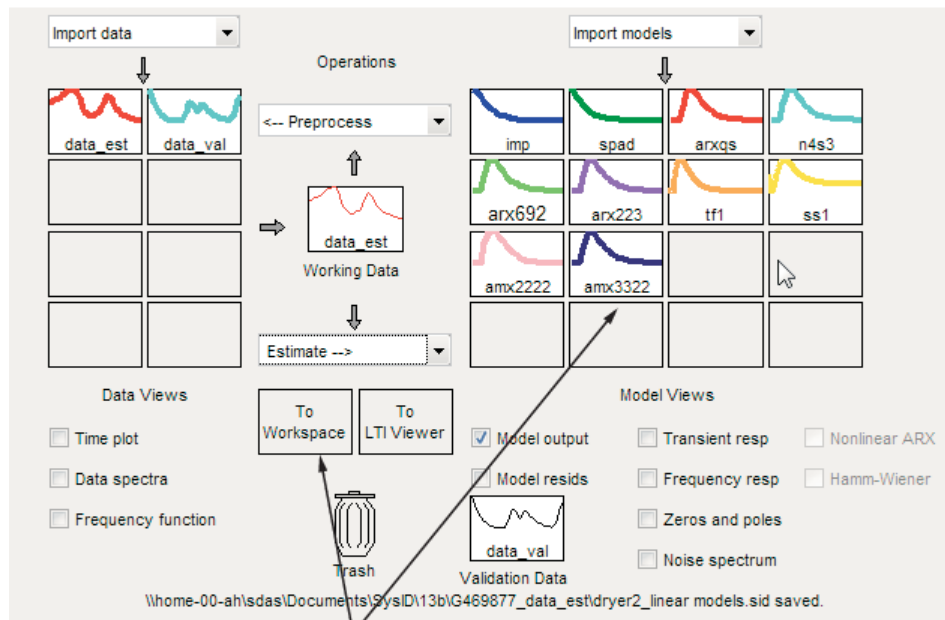 Import data
Import models
Operations
data_est
data_val
<-- Preprocess
imp
spad
arxqs
n4s3
arx692
arx223
tf1
ss1
data_est
Working Data
amx2222
amx3322
Estimate -->
Data Views
Model Views
To
Workspace
To
LTI Viewer
Time plot
Data spectra
Frequency function
Model output
Model resids
Transient resp
Frequency resp
Zeros and poles
Noise spectrum
Nonlinear ARX
Hamm-Wiener
Trash
data_val
Validation Data
\\home-00-ah\sdas\Documents\SysID\13b\G469877_data_est\dryer2_linear models.sid saved.